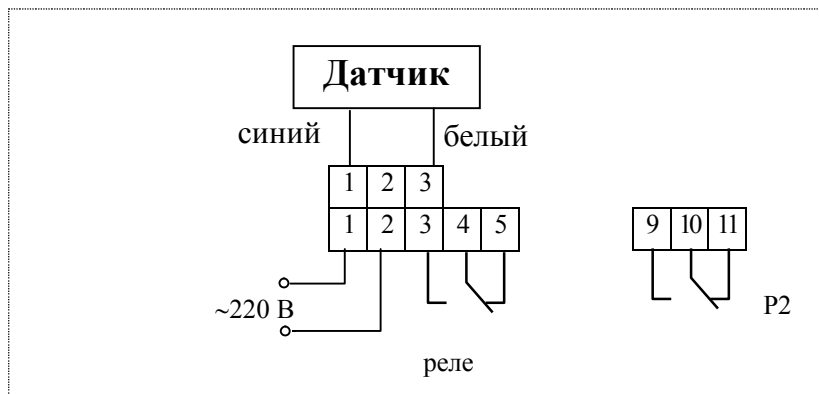 Датчик
синий белый
1 2 3
1 2 3 4 5 9 10 11
~220 В P2
реле